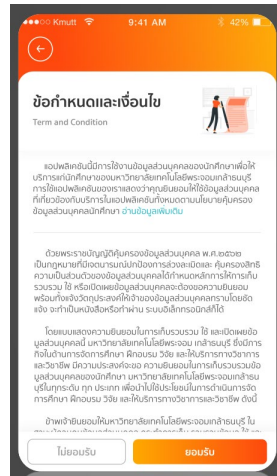 Kmutt 9:41 AM 42%
ข้อกำหนดและเงื่อนไข
Term and Condition
แอปพลิเคชันนี้มีการใช้งานข้อมูลส่วนบุคคลของนักศึกษาเพื่อให้
บริการแก่นักศึกษาของมหาวิทยาลัยเทคโนโลยีพระจอมเกล้าธนบุรี
การใช้แอปพลิเคชันของเราแสดงว่าคุณยินยอมให้ใช้ข้อมูลส่วนบุคคล
ที่เกี่ยวข้องกับบริการในแอปพลิเคชันทั้งหมดตามนโยบายคุ้มครอง
ข้อมูลส่วนบุคคลนักศึกษา อ่านข้อมูลเพิ่มเติม
ด้วยพระราชบัญญัติคุ้มครองข้อมูลส่วนบุคคล พ.ศ.๒๕๖๒
เป็นกฎหมายที่มีเจตนารมณ์ปกป้องการล่วงละเมิดและ คุ้มครองสิทธิ
ความเป็นส่วนตัวของข้อมูลส่วนบุคคลได้กำหนดหลักการให้การเก็บ
รวบรวม ใช้ หรือเปิดเผยข้อมูลส่วนบุคคลจะต้องขอความยินยอม
พร้อมทั้งแจ้งวัตถุประสงค์ให้เจ้าของข้อมูลส่วนบุคคลทราบโดยชัด
แจ้ง จะทำเป็นหนังสือหรือทำผ่าน ระบบอิเล็กทรอนิกส์ก็ได้
โดยแบบแสดงความยินยอมในการเก็บรวบรวม ใช้ และเปิดเผยข้อ
มูลส่วนบุคคลนี้ มหาวิทยาลัยเทคโนโลยีพระจอม เกล้าธนบุรี ซึ่งมีภาร
กิจในด้านการจัดการศึกษา ฝึกอบรม วิจัย และให้บริการทางวิชาการ
และวิชาชีพ มีความประสงค์จะขอ ความยินยอมในการเก็บรวบรวมข้อ
มูลส่วนบุคคลของนักศึกษา มหาวิทยาลัยเทคโนโลยีพระจอมเกล้าธน
บุรีในทุกระดับ ทุก ประเภท เพื่อนำไปใช้ประโยชน์ในการดำเนินการจัด
การศึกษา ฝึกอบรม วิจัย และให้บริการทางวิชาการและวิชาชีพ ดังนี้
ข้าพเจ้ายินยอมให้มหาวิทยาลัยเทคโนโลยีพระจอมเกล้าธนบุรี ใน
ไม่ยอมรับ ยอมรับ